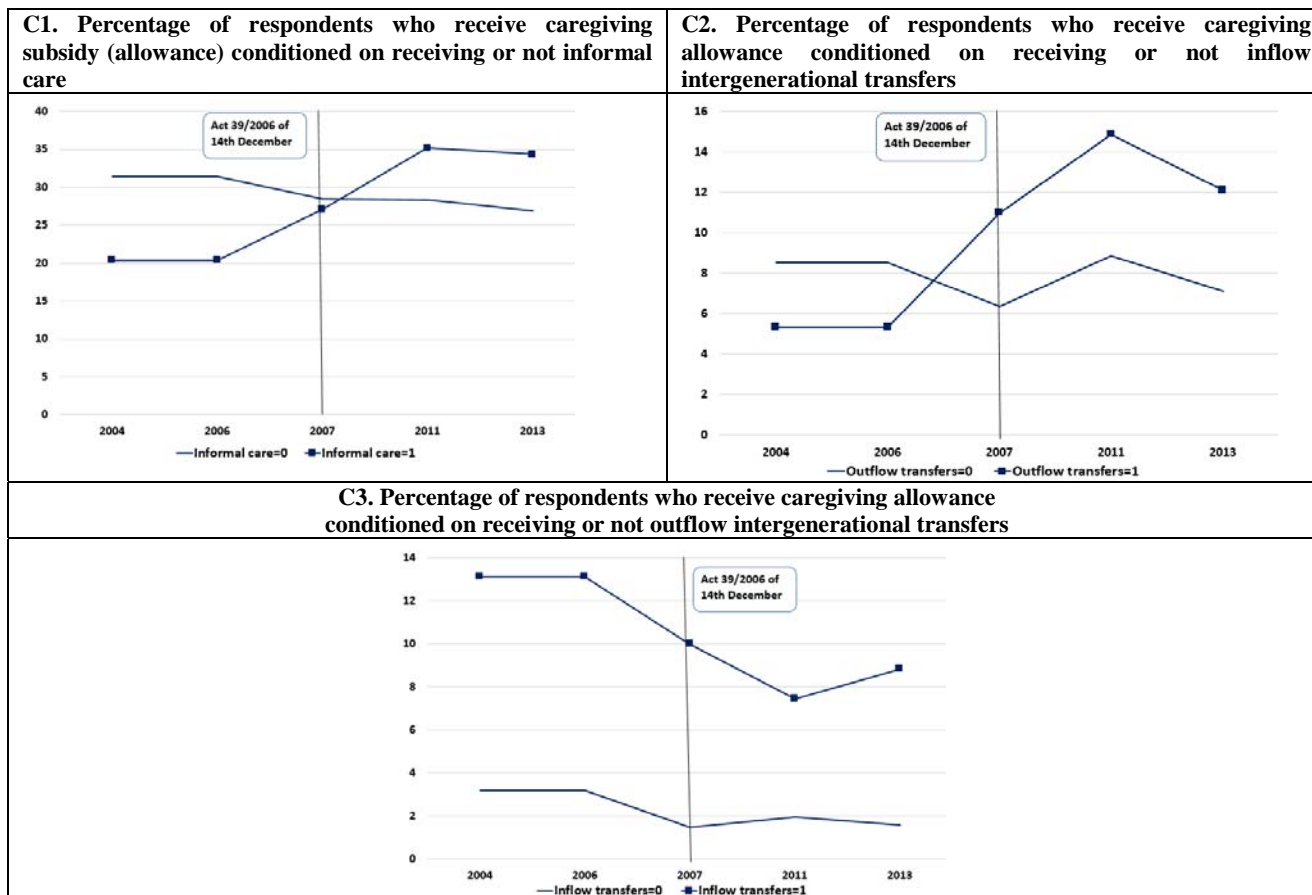 C1. Percentage of respondents who receive caregiving
subsidy (allowance) conditioned on receiving or not informal
care
40
35
30
25
20
15
10
5
0
Act 39/2006 of
14th December
2004 2006 2007 2011 2013
Informal care=0 Informal care=1
C2. Percentage of respondents who receive caregiving
allowance conditioned on receiving or not inflow
intergenerational transfers
16
14
12
10
8
6
4
2
0
Act 39/2006 of
14th December
2004 2006 2007 2011 2013
Outflow transfers=0 Outflow transfers=1
C3. Percentage of respondents who receive caregiving allowance
conditioned on receiving or not outflow intergenerational transfers
14
12
10
8
6
4
2
0
Act 39/2006 of
14th December
2004 2006 2007 2011 2013
Inflow transfers=0 Inflow transfers=1